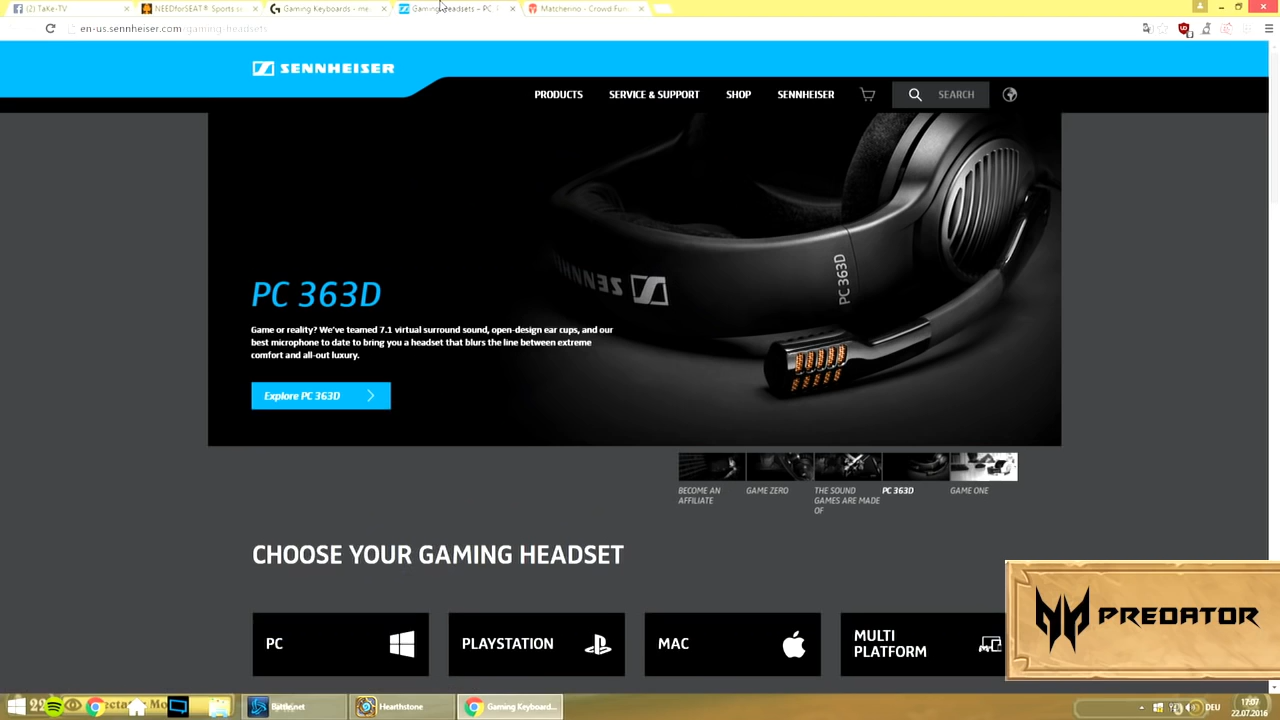 (2) TaKe-TV
NEEDforSEAT® Sports s
Gaming Keyboards - me
Gaming Headsets – PC
Matcherino - Crowd Fun
en-us.sennheiser.com/gaming-headsets
SENNHEISER
PRODUCTS
SERVICE & SUPPORT
SHOP
SENNHEISER
SEARCH
SENNHEISER
PC 363D
PC 363D
Game or reality? We've teamed 7.1 virtual surround sound, open-design ear cups, and our
best microphone to date to bring you a headset that blurs the line between extreme
comfort and all-out luxury.
Explore PC 363D
BECOME AN
AFFILIATE
GAME ZERO
THE SOUND
GAMES ARE MADE
OF
PC 363D
GAME ONE
CHOOSE YOUR GAMING HEADSET
PC
PLAYSTATION
MAC
MULTI
PLATFORM
PREDATOR
Battle.net
Hearthstone
Gaming Keyboard...
DEU
17:07
22.07.2016